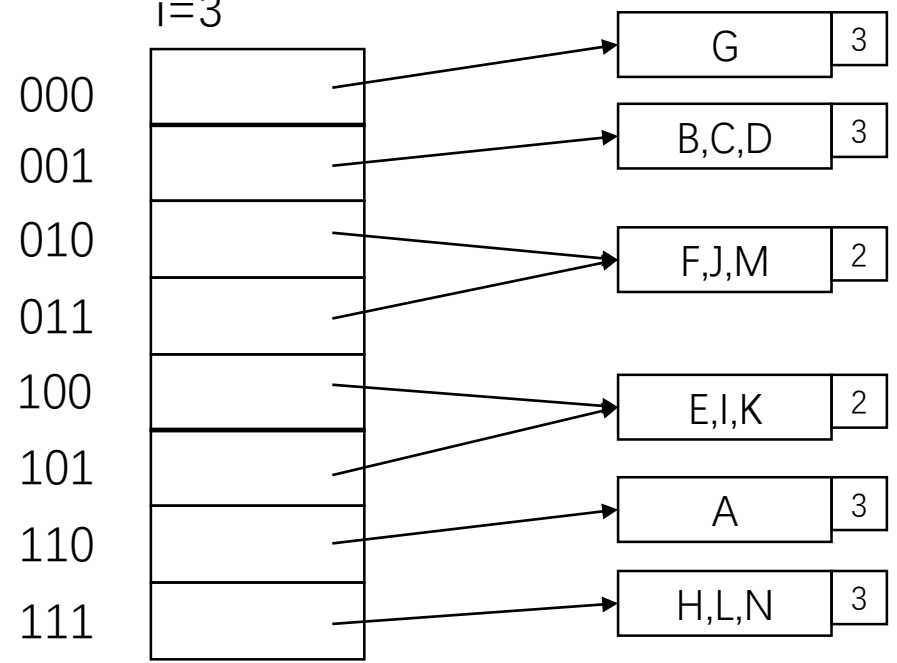 i=3
000
001
010
011
100
101
110
111
G 3
B,C,D 3
F,J,M 2
E,I,K 2
A 3
H,L,N 3